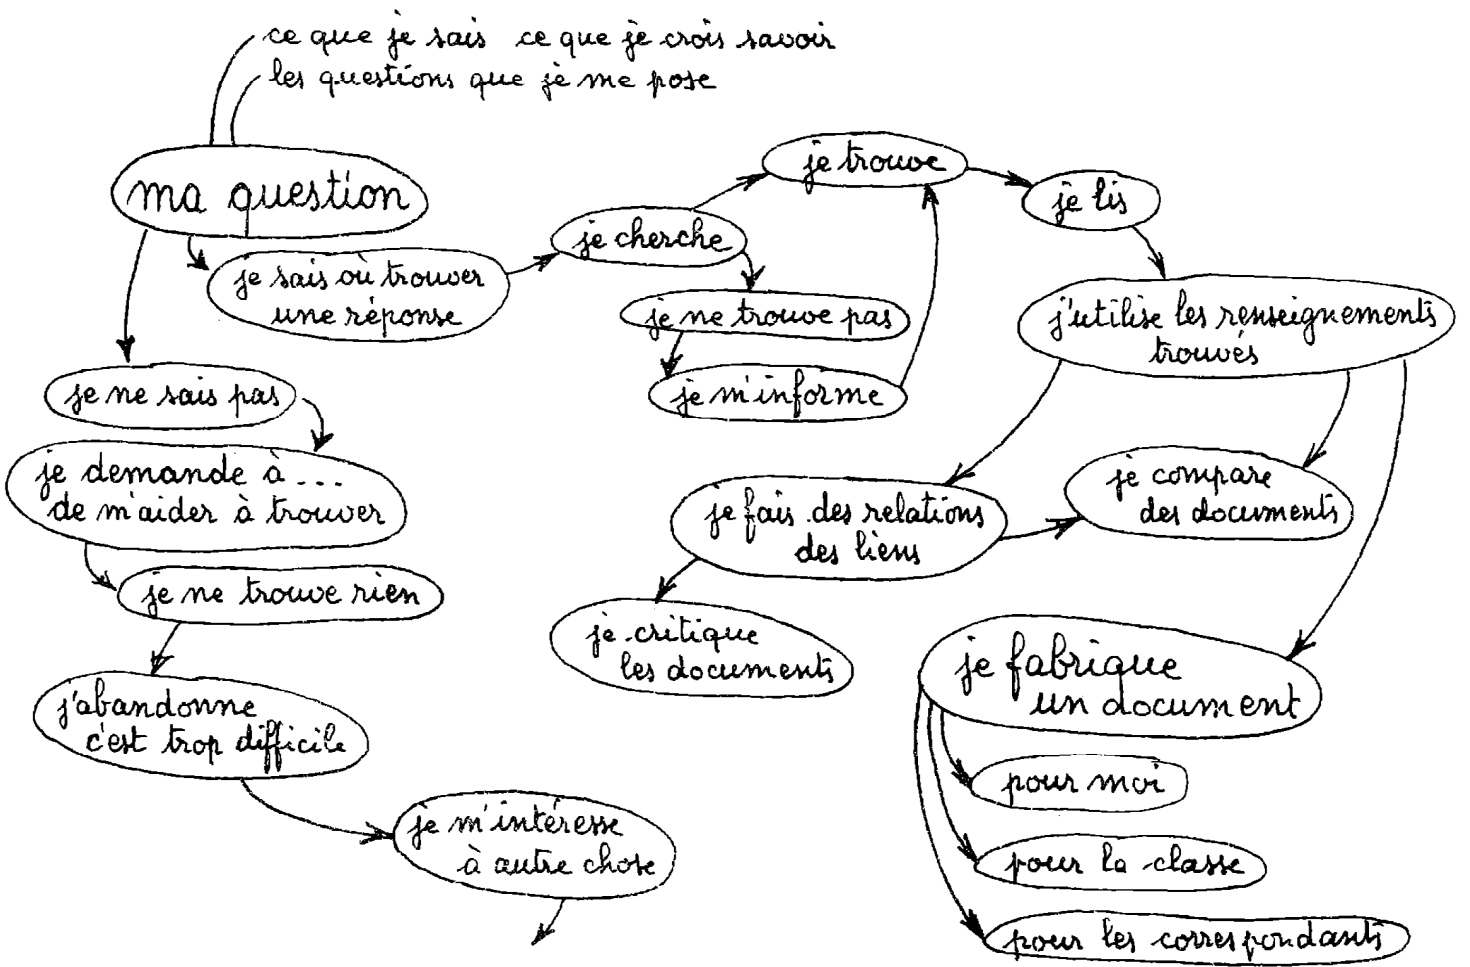 ce que je sais ce que je crois savoir
les questions que je me pose
ma question
je sais où trouver
une réponse
je cherche
je trouve
je lis
je ne trouve pas
je m'informe
j'utilise les renseignements
trouvés
je ne sais pas
je demande à ...
de m'aider à trouver
je ne trouve rien
j'abandonne
c'est trop difficile
je m'intéresse
à autre chose
je fais des relations
des liens
je compare
des documents
je critique
les documents
je fabrique
un document
pour moi
pour la classe
pour les correspondants